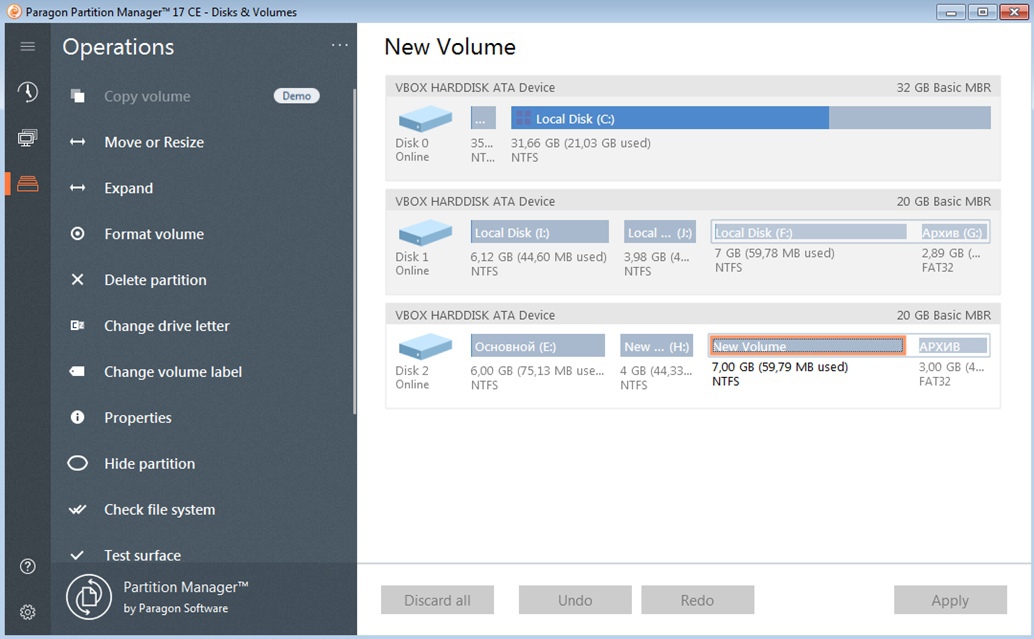 Paragon Partition Manager™ 17 CE - Disks & Volumes
Operations
...
New Volume
Copy volume
Demo
Move or Resize
Expand
Format volume
Delete partition
Change drive letter
Change volume label
Properties
Hide partition
Check file system
Test surface
Partition Manager™
by Paragon Software
VBOX HARDDISK ATA Device
32 GB Basic MBR
... Local Disk (C:)
Disk 0 35... 31,66 GB (21,03 GB used)
Online NT... NTFS
VBOX HARDDISK ATA Device
20 GB Basic MBR
Local Disk (I:) Local ... (J:) Local Disk (F:) Архив (G:)
Disk 1 6,12 GB (44,60 MB used) 3,98 GB (4... 7 GB (59,78 MB used) 2,89 GB (...
Online NTFS NTFS NTFS FAT32
VBOX HARDDISK ATA Device
20 GB Basic MBR
Основной (E:) New ... (H:) New Volume АРХИВ
Disk 2 6,00 GB (75,13 MB use... 4 GB (44,33... 7,00 GB (59,79 MB used) 3,00 GB (4...
Online NTFS NTFS NTFS FAT32
Discard all
Undo
Redo
Apply